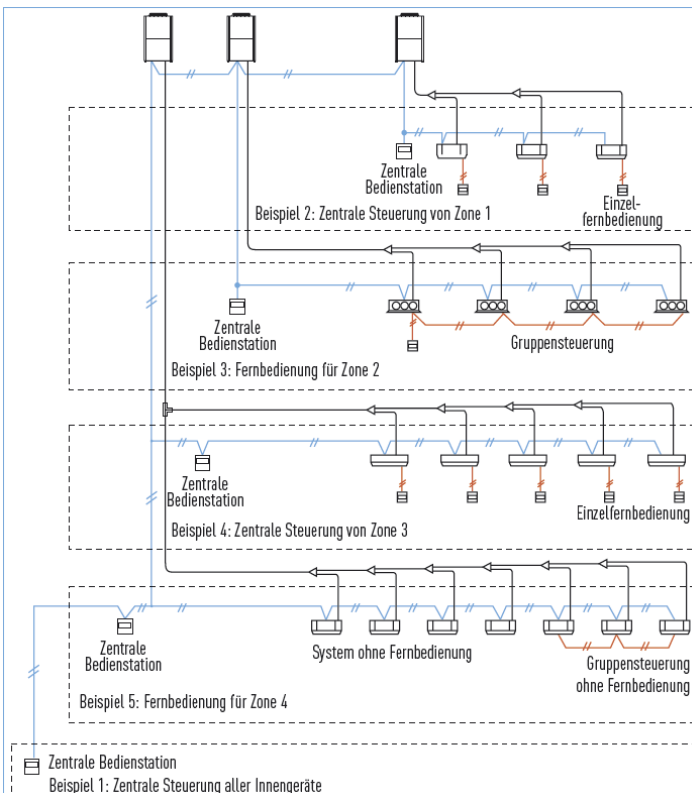 Zentrale
Bedienstation
Einzel-
fernbedienung
Beispiel 2: Zentrale Steuerung von Zone 1
Zentrale
Bedienstation
Gruppensteuerung
Beispiel 3: Fernbedienung für Zone 2
Zentrale
Bedienstation
Einzelfernbedienung
Beispiel 4: Zentrale Steuerung von Zone 3
Zentrale
Bedienstation
System ohne Fernbedienung
Gruppensteuerung
ohne Fernbedienung
Beispiel 5: Fernbedienung für Zone 4
Zentrale Bedienstation
Beispiel 1: Zentrale Steuerung aller Innengeräte